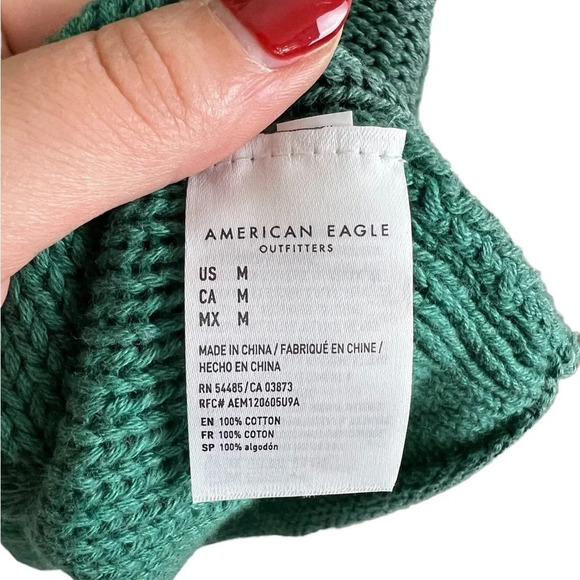 AMERICAN EAGLE
OUTFITTERS
US M
CA M
MX M
MADE IN CHINA / FABRIQUÉ EN CHINE /
HECHO EN CHINA
RN 54485 / CA 03873
RFC# AEM120605U9A
EN 100% COTTON
FR 100% COTON
SP 100% algodón